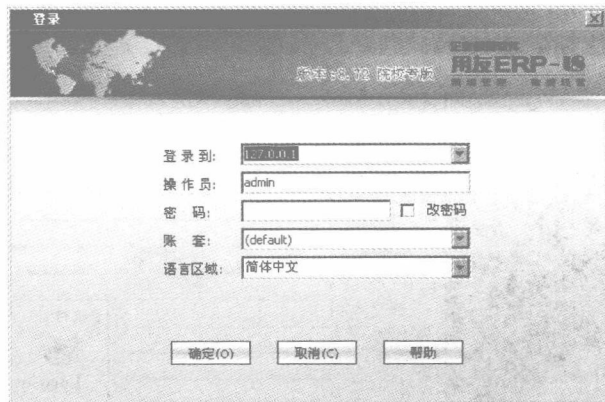 登录
版本:8.72 院校专版
用友ERP-U8
登录到: 127.0.0.1
操作员: admin
密 码: 改密码
账 套: (default)
语言区域: 简体中文
确定(O) 取消(C) 帮助